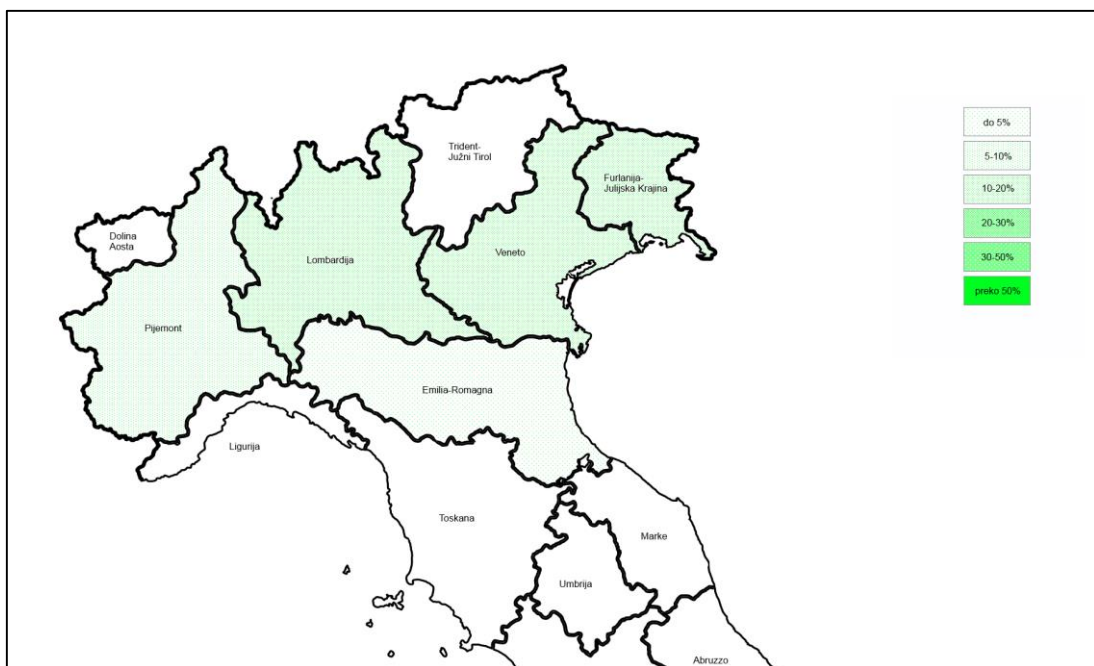 do 5%
5-10%
10-20%
20-30%
30-50%
preko 50%
Trident-
Južni Tirol
Furlanija-
Julijska Krajina
Dolina
Aosta
Lombardija
Veneto
Pijemont
Emilia-Romagna
Ligurija
Toskana
Marke
Umbrija
Abruzzo